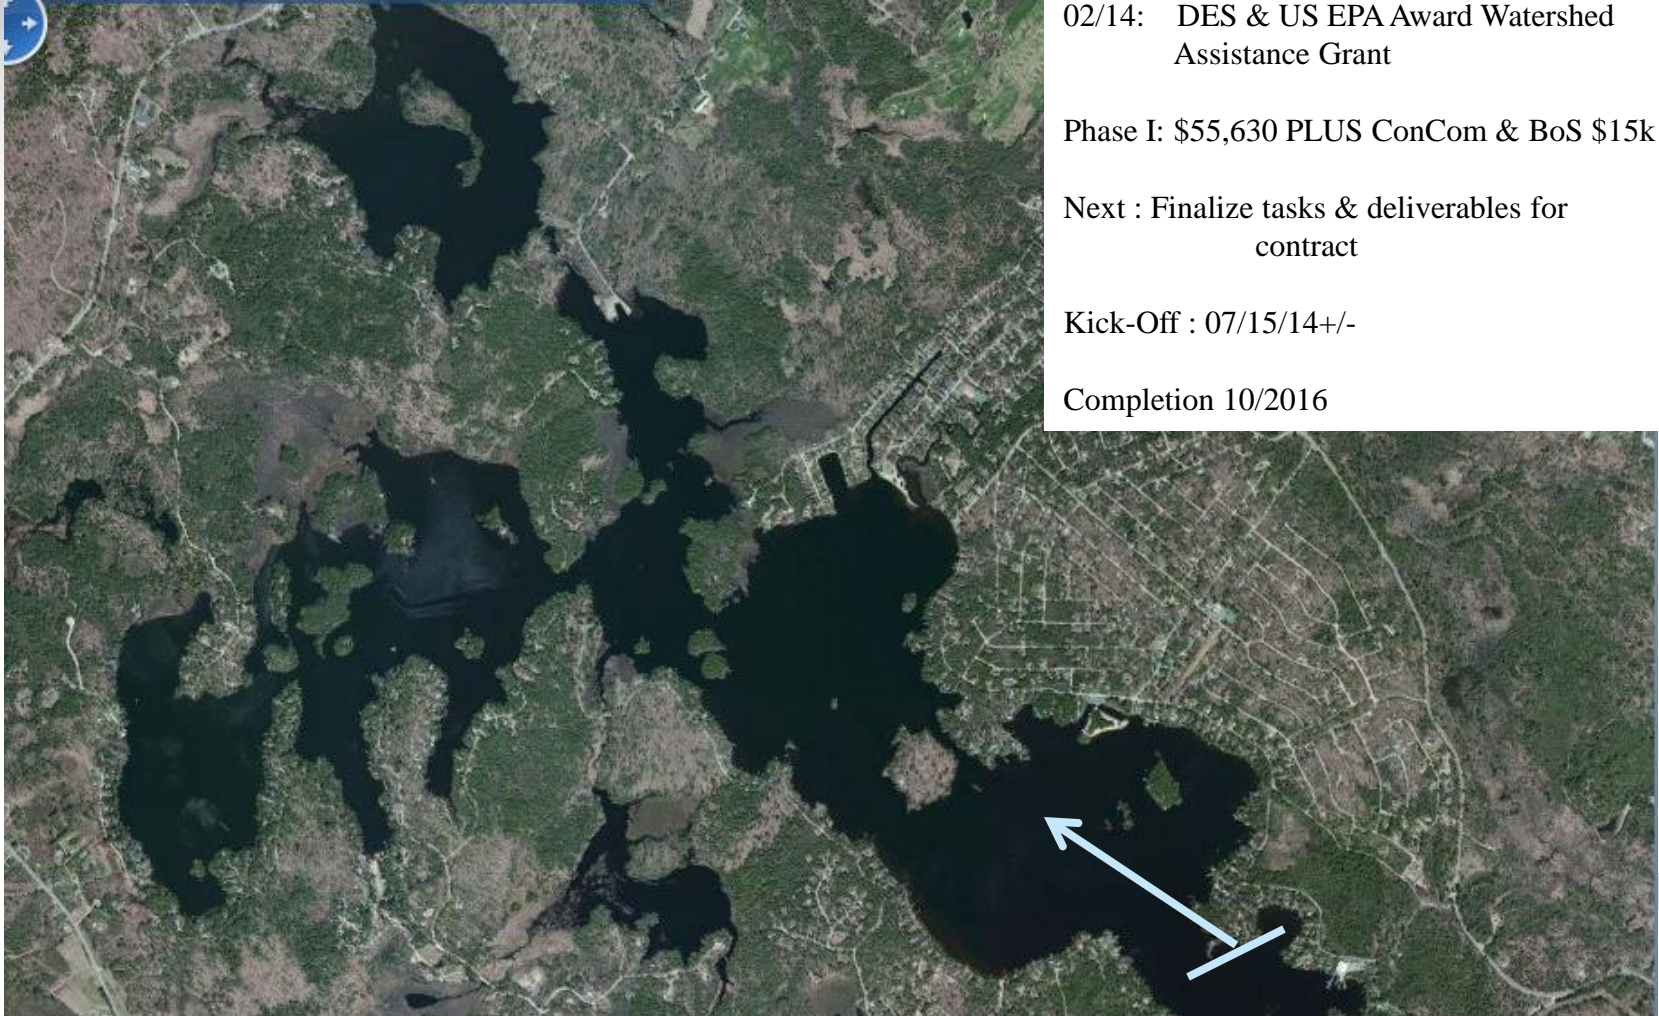 02/14: DES & US EPA Award Watershed
Assistance Grant
Phase I: $55,630 PLUS ConCom & BoS $15k
Next : Finalize tasks & deliverables for
contract
Kick-Off : 07/15/14+/-
Completion 10/2016